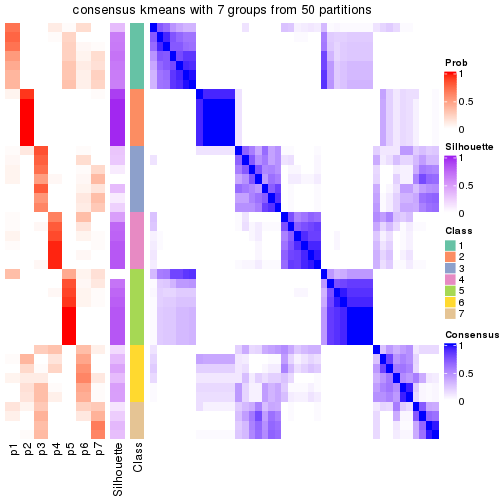 consensus kmeans with 7 groups from 50 partitions
Prob
1
0.5
0
Silhouette
1
0.5
0
Class
1
2
3
4
5
6
7
Consensus
1
0.5
0
p1
p2
p3
p4
p5
p6
p7
Silhouette
Class